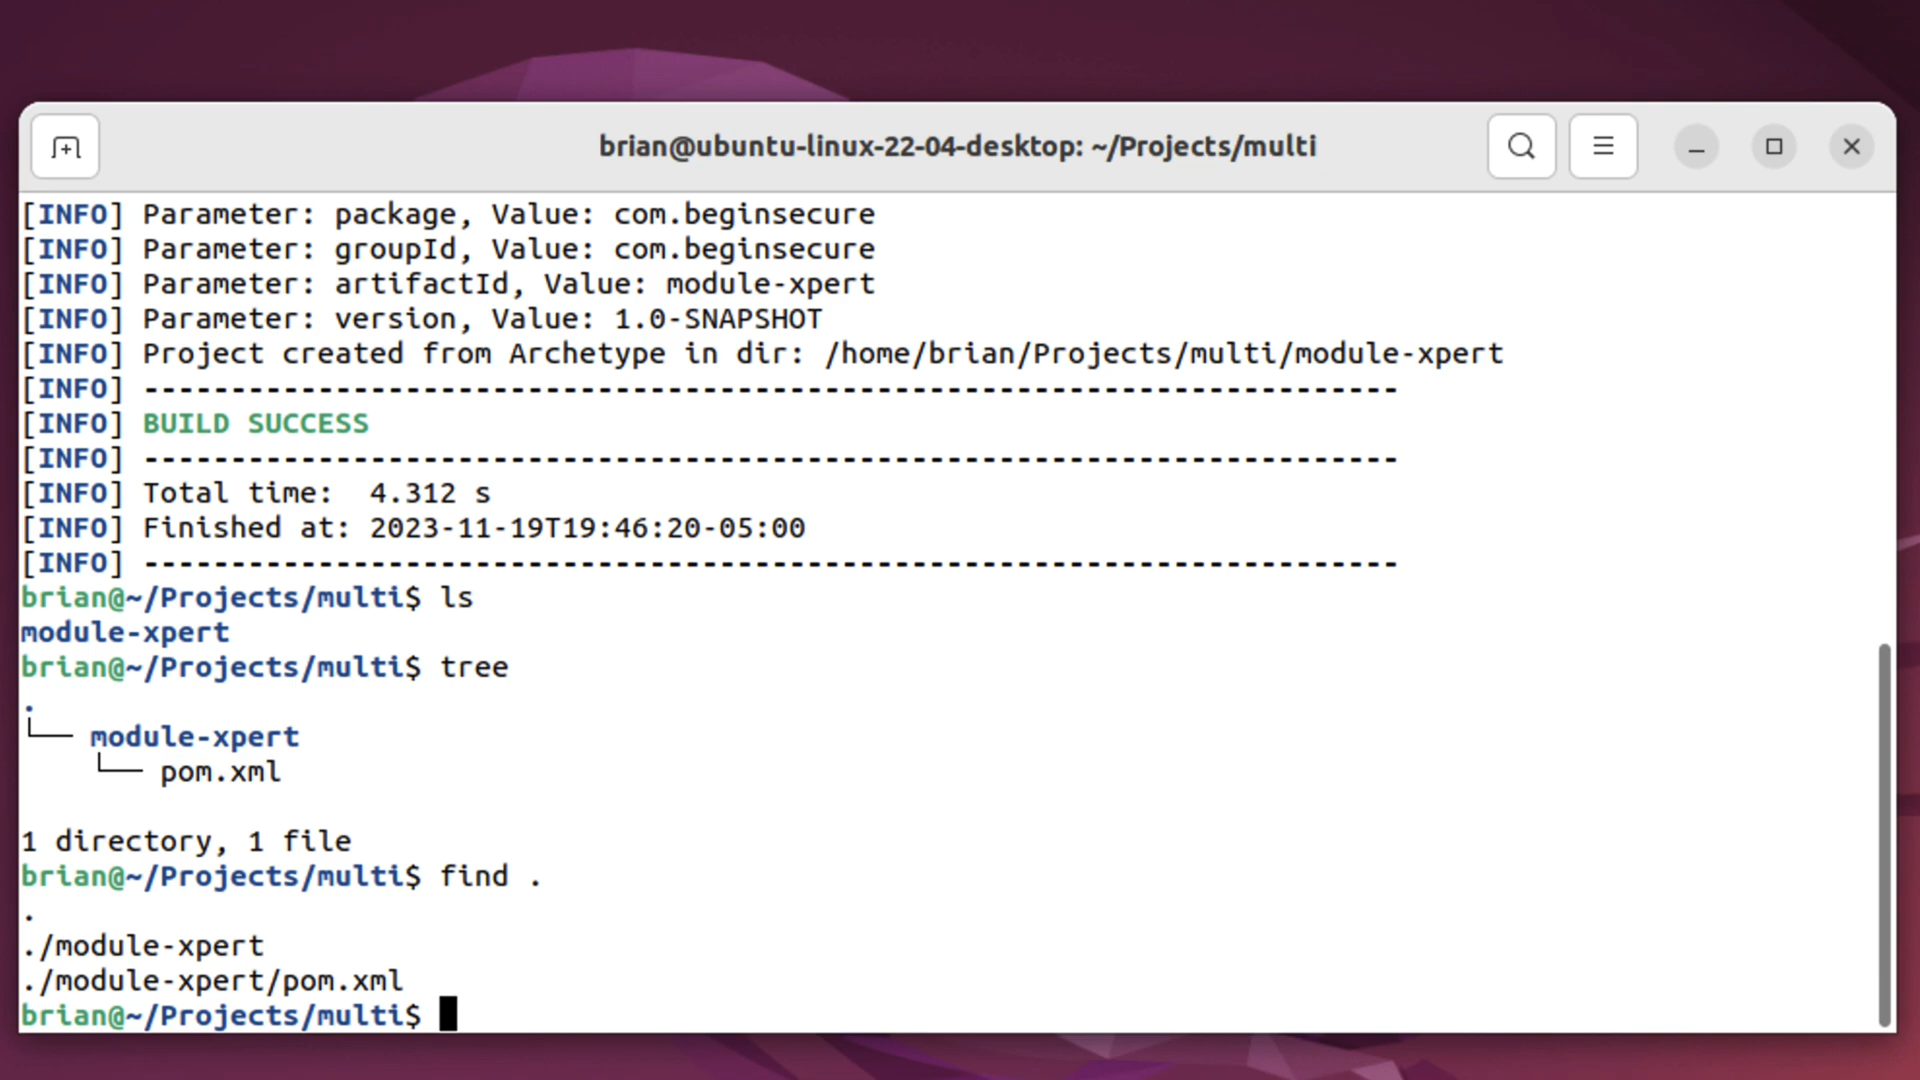 brian@ubuntu-linux-22-04-desktop: ~/Projects/multi
[INFO] Parameter: package, Value: com.beginsecure
[INFO] Parameter: groupId, Value: com.beginsecure
[INFO] Parameter: artifactId, Value: module-xpert
[INFO] Parameter: version, Value: 1.0-SNAPSHOT
[INFO] Project created from Archetype in dir: /home/brian/Projects/multi/module-xpert
[INFO] ------------------------------------------------------------------------
[INFO] BUILD SUCCESS
[INFO] ------------------------------------------------------------------------
[INFO] Total time:  4.312 s
[INFO] Finished at: 2023-11-19T19:46:20-05:00
[INFO] ------------------------------------------------------------------------
brian@~/Projects/multi$ ls
module-xpert
brian@~/Projects/multi$ tree
.
└── module-xpert
    └── pom.xml

1 directory, 1 file
brian@~/Projects/multi$ find .
.
./module-xpert
./module-xpert/pom.xml
brian@~/Projects/multi$